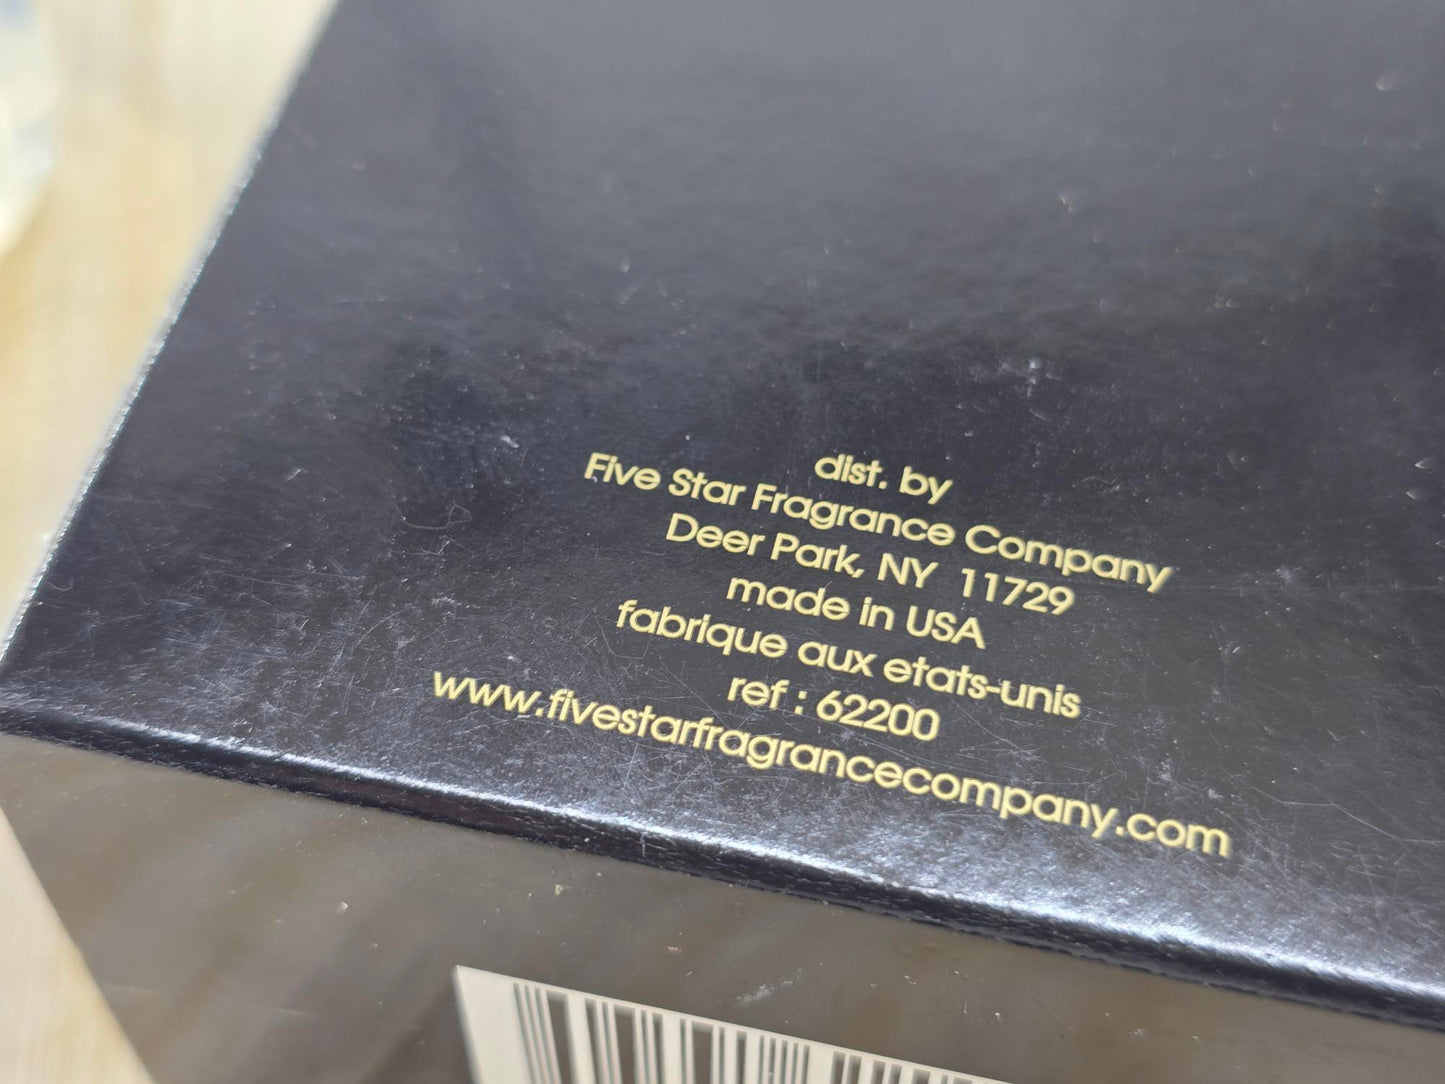 dist. by
Five Star Fragrance Company
Deer Park, NY 11729
made in USA
fabrique aux etats-unis
ref : 62200
www.fivestarfragrancecompany.com